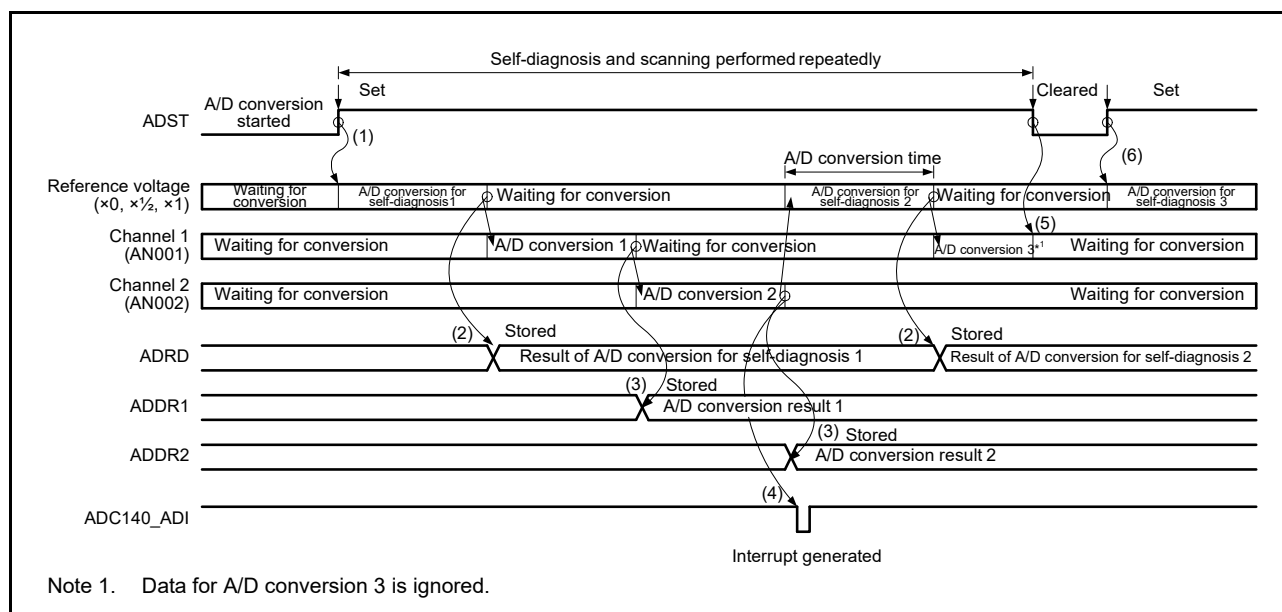 Self-diagnosis and scanning performed repeatedly
A/D conversion
started
Set
Cleared
Set
ADST
(1)
(6)
A/D conversion time
Reference voltage
(×0, ×½, ×1)
Waiting for
conversion
A/D conversion for
self-diagnosis1
Waiting for conversion
A/D conversion for
self-diagnosis 2
Waiting for conversion
A/D conversion for
self-diagnosis 3
(5)
Channel 1
(AN001)
Waiting for conversion
A/D conversion 1
Waiting for conversion
A/D conversion 3*1
Waiting for conversion
Channel 2
(AN002)
Waiting for conversion
A/D conversion 2
Waiting for conversion
(2)
Stored
(2)
Stored
ADRD
Result of A/D conversion for self-diagnosis 1
Result of A/D conversion for self-diagnosis 2
(3)
Stored
ADDR1
A/D conversion result 1
(3)
Stored
ADDR2
A/D conversion result 2
(4)
ADC140_ADI
Interrupt generated
Note 1. Data for A/D conversion 3 is ignored.